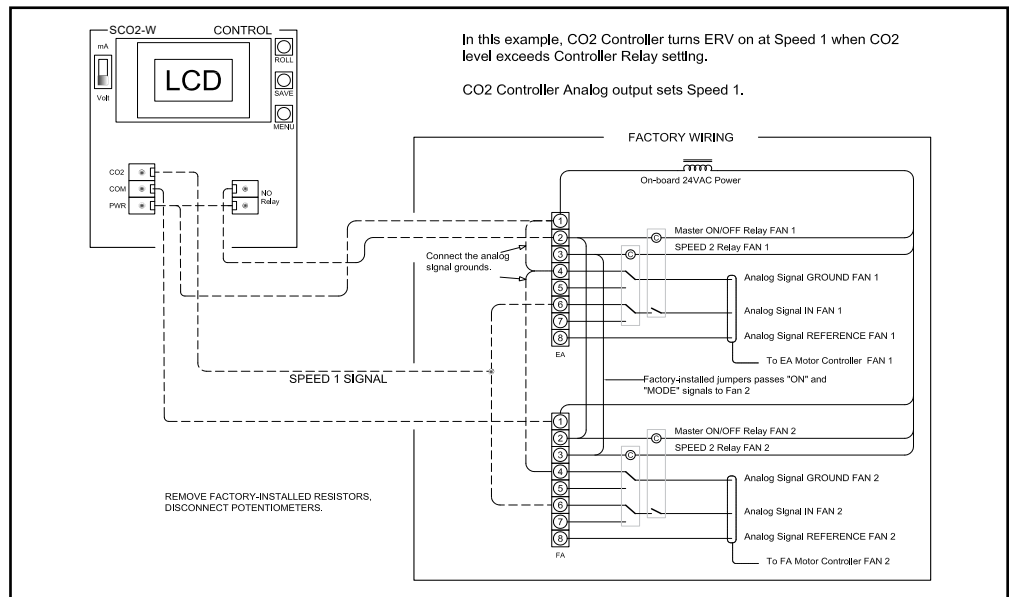 SCO2-W CONTROL
mA
Volt
LCD
ROLL
SAVE
MENU
CO2
COM
PWR
NO
Relay
In this example, CO2 Controller turns ERV on at Speed 1 when CO2
level exceeds Controller Relay setting.
CO2 Controller Analog output sets Speed 1.
FACTORY WIRING
On-board 24VAC Power
Connect the analog
signal grounds.
1
2
3
4
5
6
7
8
EA
Master ON/OFF Relay FAN 1
SPEED 2 Relay FAN 1
C
C
Analog Signal GROUND FAN 1
Analog Signal IN FAN 1
Analog Signal REFERENCE FAN 1
To EA Motor Controller FAN 1
SPEED 1 SIGNAL
Factory-installed jumpers passes "ON" and
"MODE" signals to Fan 2
1
2
3
4
5
6
7
8
FA
Master ON/OFF Relay FAN 2
SPEED 2 Relay FAN 2
C
C
Analog Signal GROUND FAN 2
Analog Signal IN FAN 2
Analog Signal REFERENCE FAN 2
To FA Motor Controller FAN 2
REMOVE FACTORY-INSTALLED RESISTORS,
DISCONNECT POTENTIOMETERS.